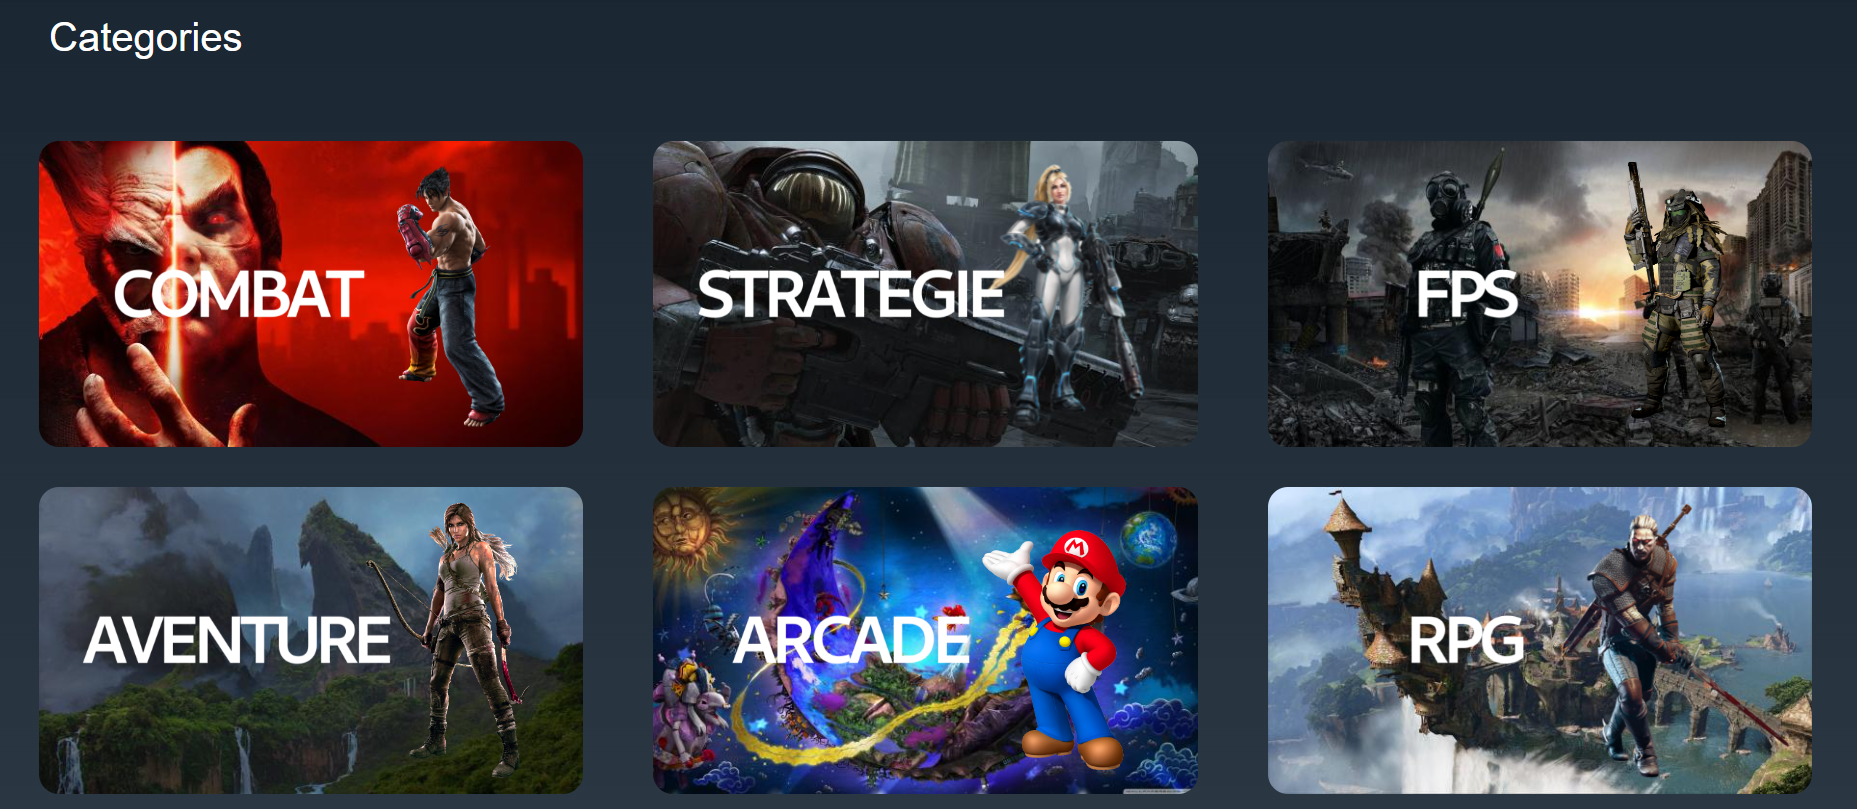 Categories
COMBAT
STRATEGIE
FPS
AVENTURE
ARCADE
M
RPG